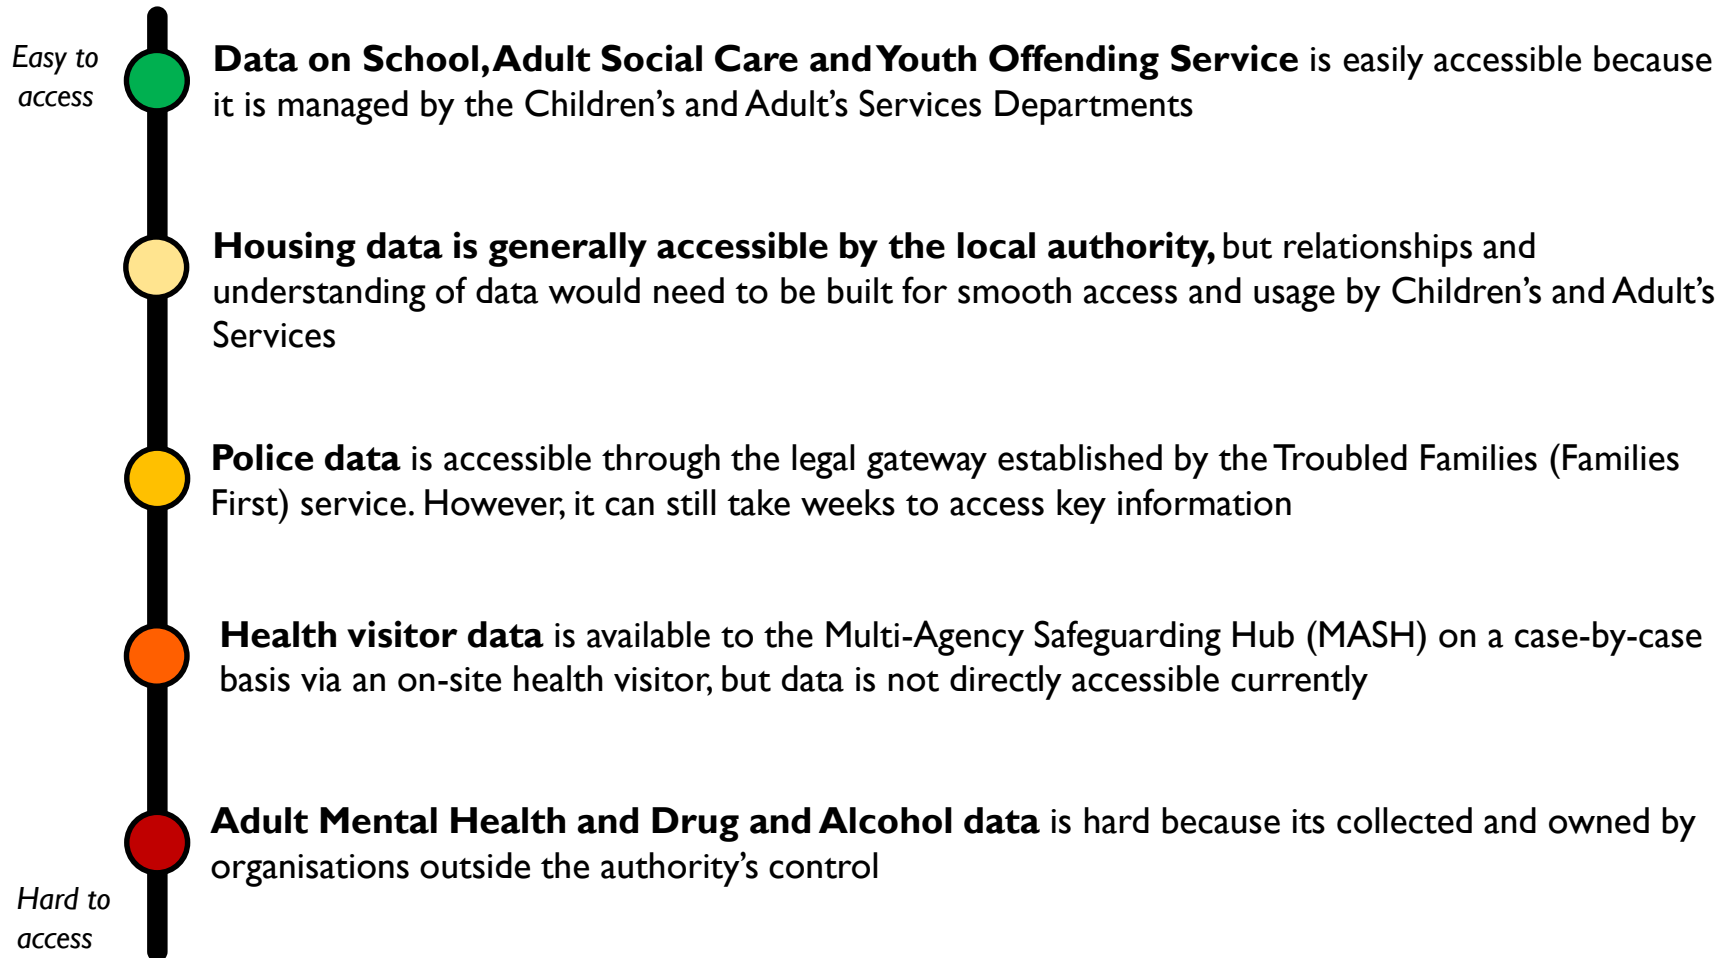 Easy to
access
Data on School, Adult Social Care and Youth Offending Service is easily accessible because
it is managed by the Children’s and Adult’s Services Departments
Housing data is generally accessible by the local authority, but relationships and
understanding of data would need to be built for smooth access and usage by Children’s and Adult’s
Services
Police data is accessible through the legal gateway established by the Troubled Families (Families
First) service. However, it can still take weeks to access key information
Health visitor data is available to the Multi-Agency Safeguarding Hub (MASH) on a case-by-case
basis via an on-site health visitor, but data is not directly accessible currently
Adult Mental Health and Drug and Alcohol data is hard because its collected and owned by
organisations outside the authority’s control
Hard to
access